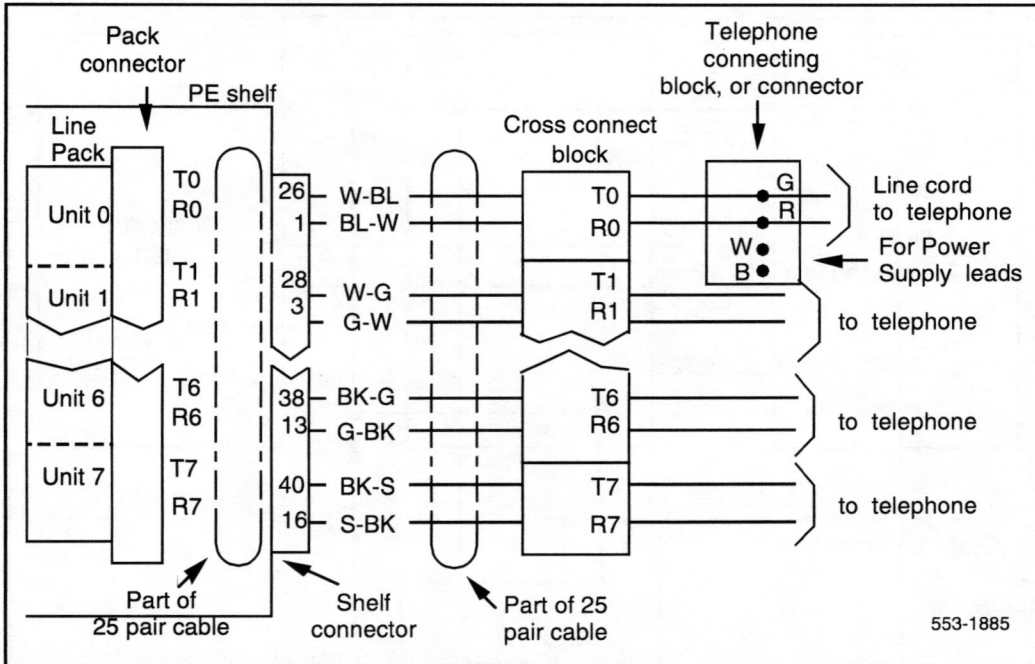 Pack
connector
PE shelf
Line
Pack
Unit 0
Unit 1
Unit 6
Unit 7
T0
R0
T1
R1
T6
R6
T7
R7
26
1
28
3
38
13
40
16
W-BL
BL-W
W-G
G-W
BK-G
G-BK
BK-S
S-BK
Cross connect
block
T0
R0
T1
R1
T6
R6
T7
R7
Telephone
connecting
block, or connector
G
R
W
B
Line cord
to telephone
For Power
Supply leads
to telephone
to telephone
to telephone
Part of
25 pair cable
Shelf
connector
Part of 25
pair cable
553-1885